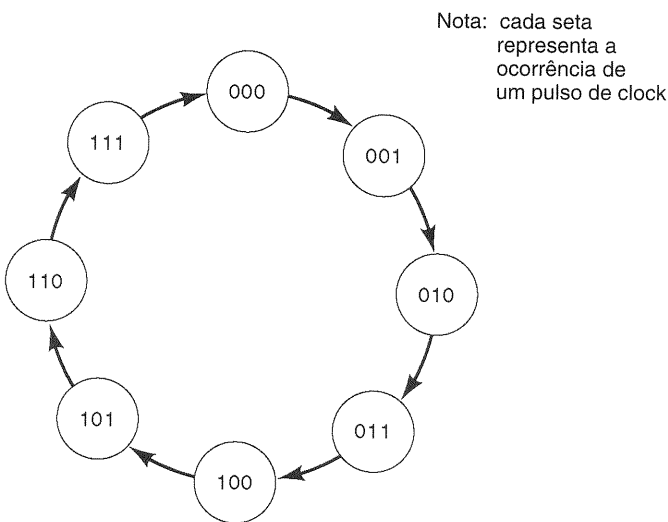 Nota: cada seta
representa a
ocorrência de
um pulso de clock
000
001
010
011
100
101
110
111